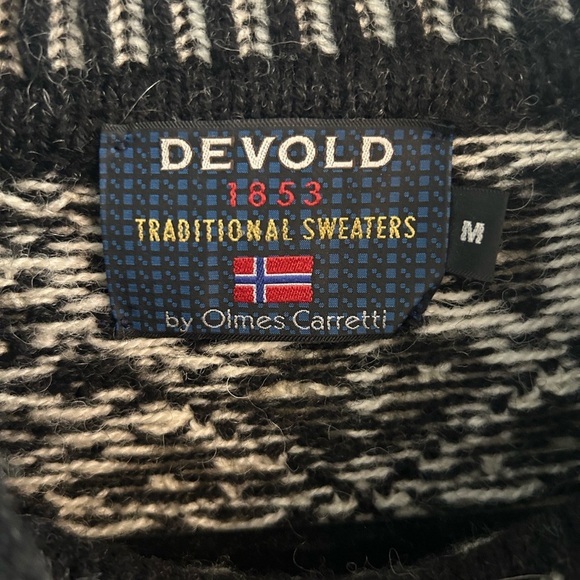 DEVOLD
1853
TRADITIONAL SWEATERS
by Olmes Carretti
M